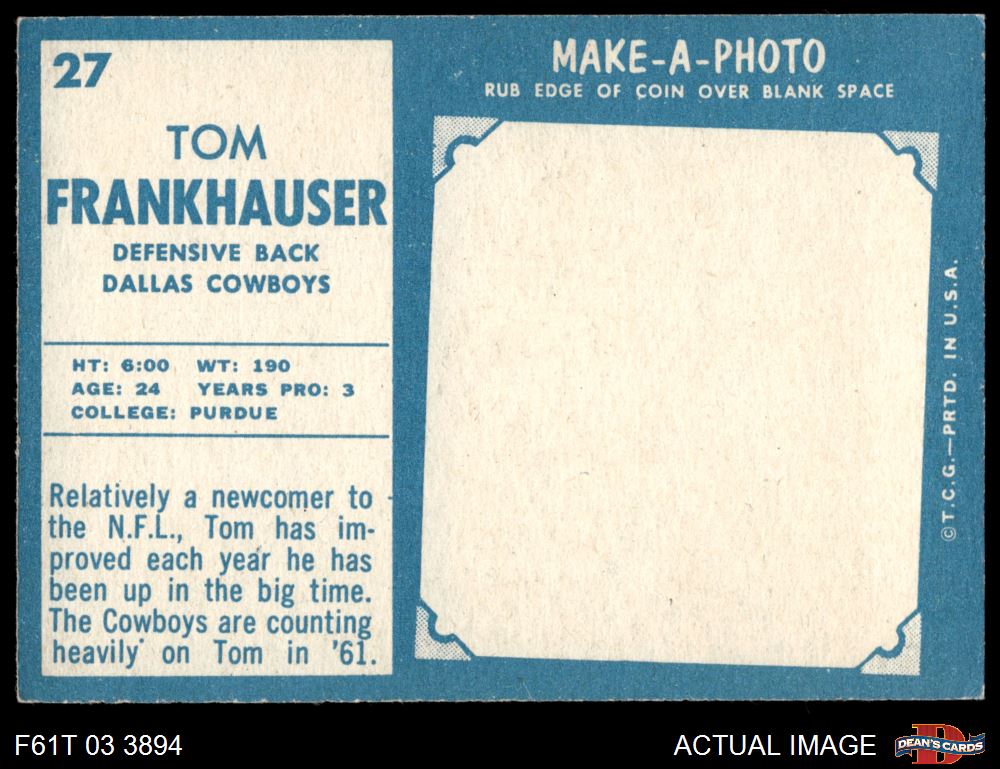 27
TOM
FRANKHAUSER
DEFENSIVE BACK
DALLAS COWBOYS
HT: 6:00 WT: 190
AGE: 24 YEARS PRO: 3
COLLEGE: PURDUE
Relatively a newcomer to
the N.F.L., Tom has im-
proved each year he has
been up in the big time.
The Cowboys are counting
heavily on Tom in '61.
MAKE-A-PHOTO
RUB EDGE OF COIN OVER BLANK SPACE
©T.C.G.—PRTD. IN U.S.A.
F61T 03 3894
ACTUAL IMAGE
D
DEAN'S CARDS